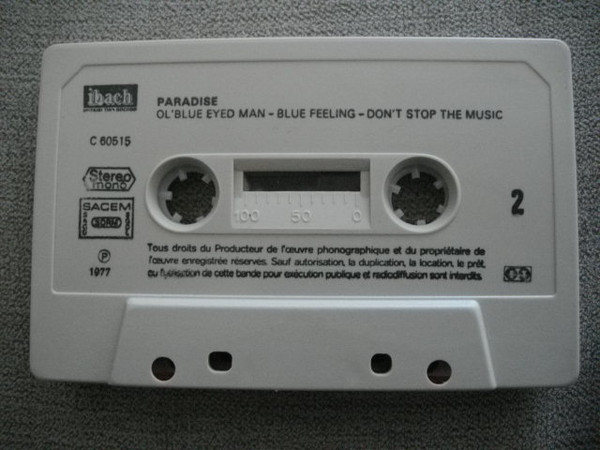 ibach
PARADISE
OL'BLUE EYED MAN – BLUE FEELING – DON'T STOP THE MUSIC
C 60515
Stereo
mono
SACEM
2
100 50 0
Tous droits du Producteur de l'œuvre phonographique et du propriétaire de
l'œuvre enregistrée réservés. Sauf autorisation, la duplication, la location, le prêt,
ou l'utilisation de cette bande pour exécution publique et radiodiffusion sont interdits.
℗
1977